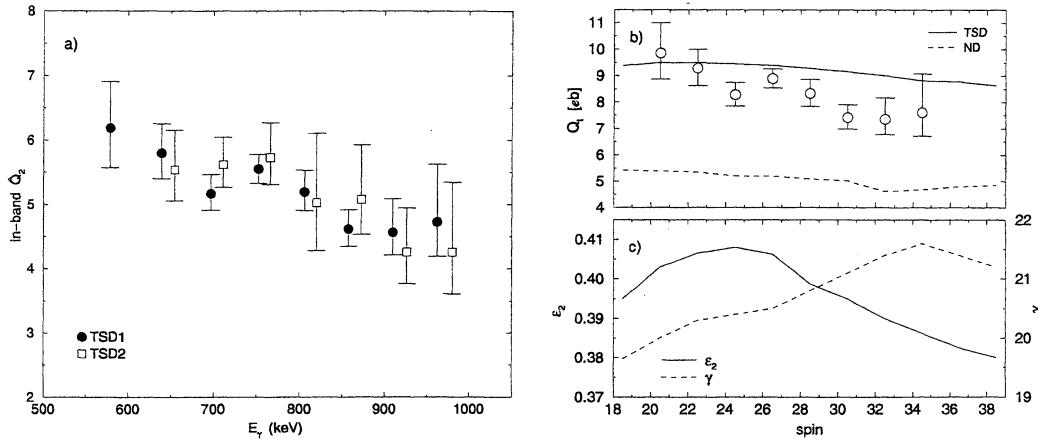 a)
8
7
6
5
4
3
2
in-band Q̂₂
TSD1
TSD2
500 600 700 800 900 1000
Eγ (keV)
b)
TSD
ND
11
10
9
8
7
6
5
4
Qt [eb]
c)
0.41
0.40
0.39
0.38
0.37
ε₂
22
21
20
19
γ
ε₂
γ
18 20 22 24 26 28 30 32 34 36 38
spin